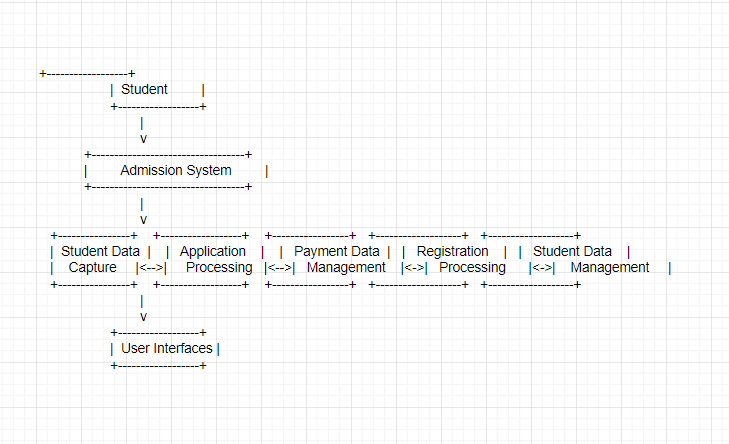 +------------------+
| Student |
+------------------+
|
v
+----------------------------------+
| Admission System |
+----------------------------------+
|
v
+----------------+ +------------------+ +-----------------+ +-------------------+ +-------------------+
| Student Data | | Application | | Payment Data | | Registration | | Student Data |
| Capture |<-->| Processing |<-->| Management |<->| Processing |<->| Management |
+----------------+ +------------------+ +-----------------+ +-------------------+ +-------------------+
|
v
+------------------+
| User Interfaces |
+------------------+